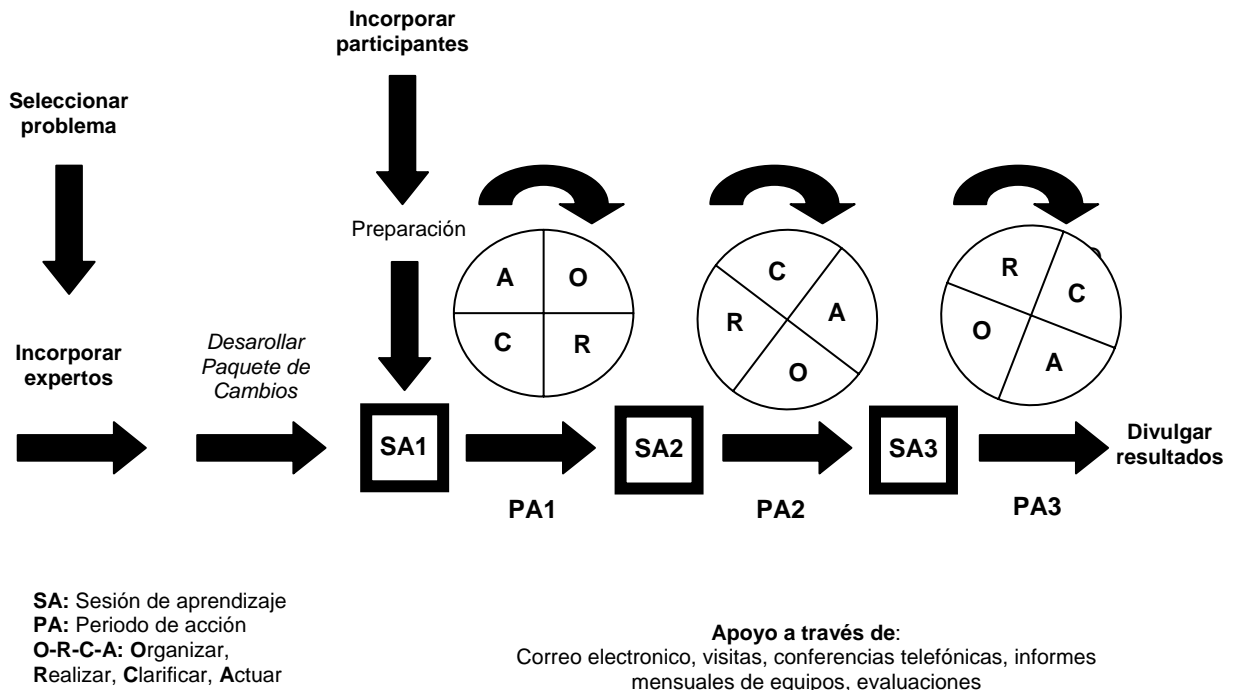 Incorporar
participantes
Seleccionar
problema
Preparación
A
O
C
R
C
A
R
O
R
C
O
A
Incorporar
expertos
Desarollar
Paquete de
Cambios
SA1
SA2
SA3
Divulgar
resultados
PA1
PA2
PA3
SA: Sesión de aprendizaje
PA: Periodo de acción
O-R-C-A: Organizar,
Realizar, Clarificar, Actuar
Apoyo a través de:
Correo electronico, visitas, conferencias telefónicas, informes
mensuales de equipos, evaluaciones